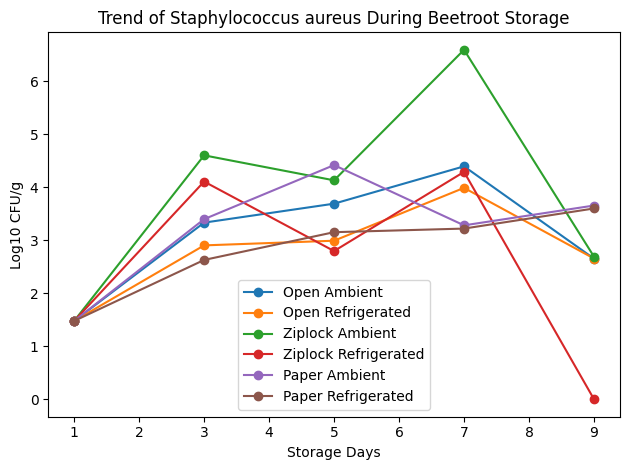 Trend of Staphylococcus aureus During Beetroot Storage
Log10 CFU/g
6
5
4
3
2
1
0
Open Ambient
Open Refrigerated
Ziplock Ambient
Ziplock Refrigerated
Paper Ambient
Paper Refrigerated
1 2 3 4 5 6 7 8 9
Storage Days